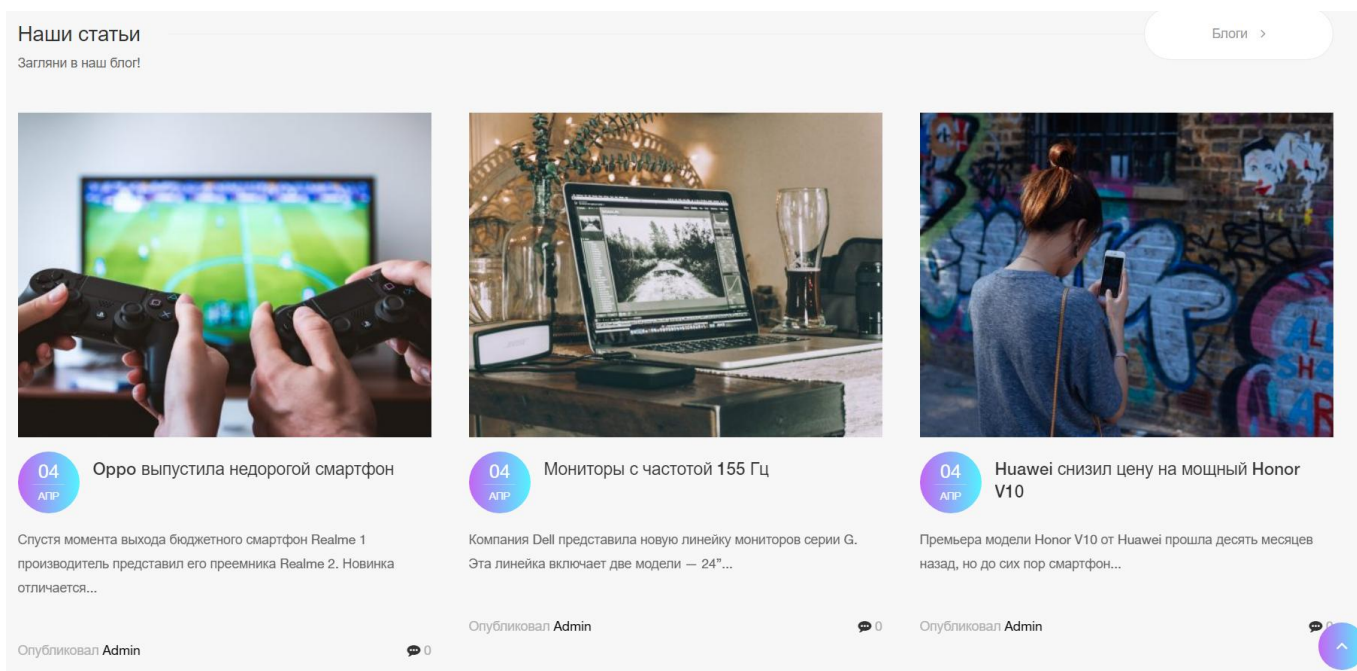 Наши статьи
Блоги
Загляни в наш блог!
04
АПР
Oppo выпустила недорогой смартфон
Спустя момента выхода бюджетного смартфон Realme 1
производитель представил его преемника Realme 2. Новинка
отличается...
Опубликовал Admin
0
04
АПР
Мониторы с частотой 155 Гц
Компания Dell представила новую линейку мониторов серии G.
Эта линейка включает две модели — 24”...
Опубликовал Admin
0
04
АПР
Huawei снизил цену на мощный Honor
V10
Премьера модели Honor V10 от Huawei прошла десять месяцев
назад, но до сих пор смартфон...
Опубликовал Admin